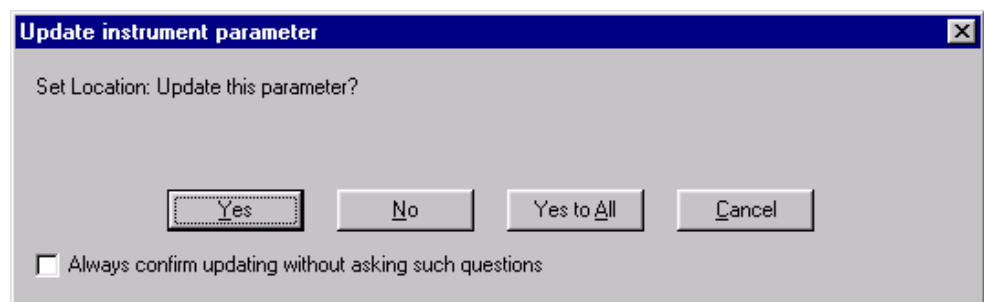 Update instrument parameter
Set Location: Update this parameter?
Yes No Yes to All Cancel
Always confirm updating without asking such questions